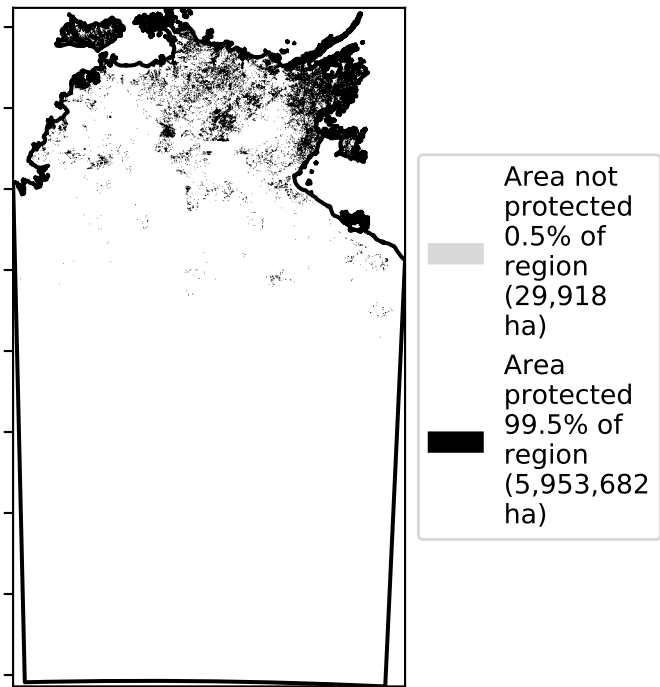 Area not
protected
0.5% of
region
(29,918
ha)
Area
protected
99.5% of
region
(5,953,682
ha)